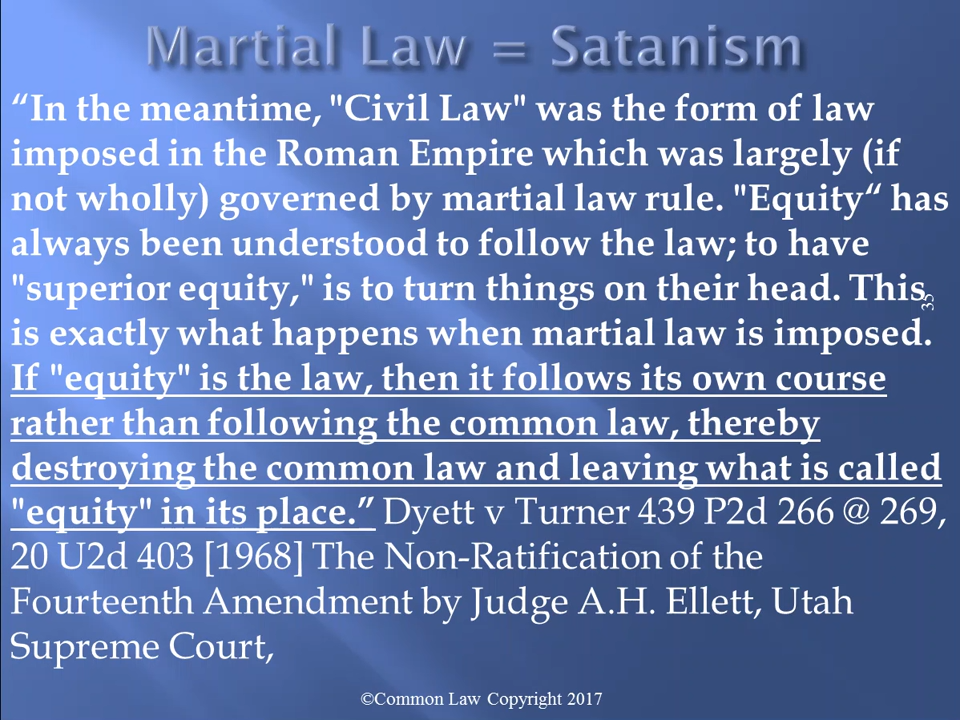 Martial Law = Satanism
“In the meantime, "Civil Law" was the form of law
imposed in the Roman Empire which was largely (if
not wholly) governed by martial law rule. "Equity“ has
always been understood to follow the law; to have
"superior equity," is to turn things on their head. This
is exactly what happens when martial law is imposed.
If "equity" is the law, then it follows its own course
rather than following the common law, thereby
destroying the common law and leaving what is called
"equity" in its place.” Dyett v Turner 439 P2d 266 @ 269,
20 U2d 403 [1968] The Non-Ratification of the
Fourteenth Amendment by Judge A.H. Ellett, Utah
Supreme Court,
35
©Common Law Copyright 2017